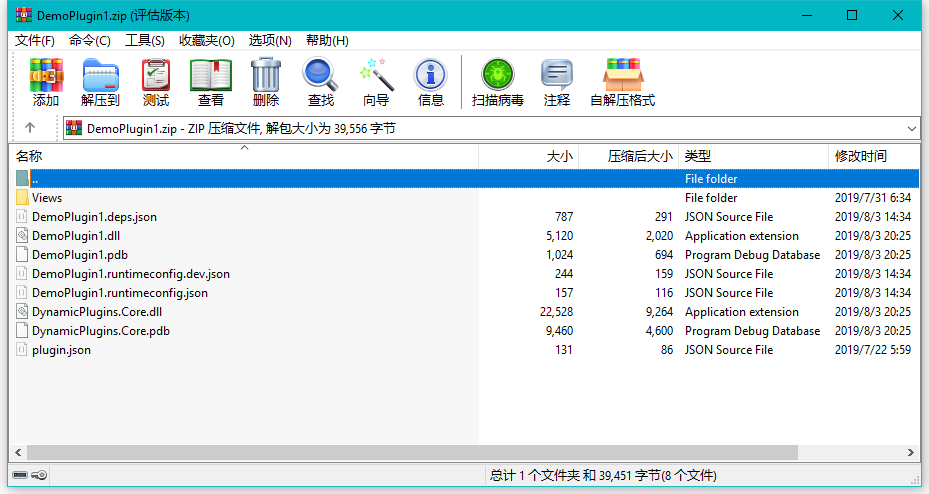 DemoPlugin1.zip (评估版本)
文件(F) 命令(C) 工具(S) 收藏夹(O) 选项(N) 帮助(H)
添加 解压到 测试 查看 删除 查找 向导 信息 扫描病毒 注释 自解压格式
DemoPlugin1.zip - ZIP 压缩文件, 解包大小为 39,556 字节
名称 大小 压缩后大小 类型 修改时间
.. File folder
Views File folder 2019/7/31 6:34
DemoPlugin1.deps.json 787 291 JSON Source File 2019/8/3 14:34
DemoPlugin1.dll 5,120 2,020 Application extension 2019/8/3 20:25
DemoPlugin1.pdb 1,024 694 Program Debug Database 2019/8/3 20:25
DemoPlugin1.runtimeconfig.dev.json 244 159 JSON Source File 2019/8/3 14:34
DemoPlugin1.runtimeconfig.json 157 116 JSON Source File 2019/8/3 14:34
DynamicPlugins.Core.dll 22,528 9,264 Application extension 2019/8/3 20:25
DynamicPlugins.Core.pdb 9,460 4,600 Program Debug Database 2019/8/3 20:25
plugin.json 131 86 JSON Source File 2019/7/22 5:59
总计 1 个文件夹 和 39,451 字节(8 个文件)